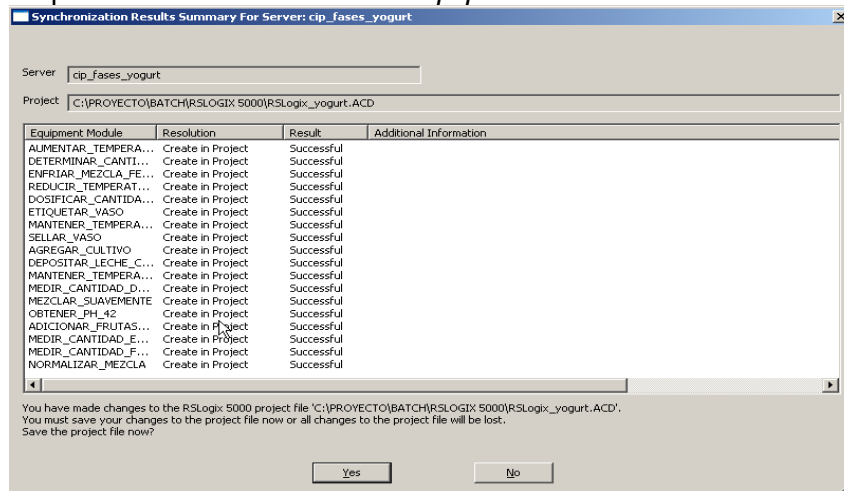 Synchronization Results Summary For Server: cip_fases_yogurt
Server cip_fases_yogurt
Project C:\PROYECTO\BATCH\RSLOGIX 5000\RSLogix_yogurt.ACD
Equipment Module Resolution Result Additional Information
AUMENTAR_TEMPERA... Create in Project Successful
DETERMINAR_CANTI... Create in Project Successful
ENFRIAR_MEZCLA_FE... Create in Project Successful
REDUCIR_TEMPERAT... Create in Project Successful
DOSIFICAR_CANTIDA... Create in Project Successful
ETIQUETAR_VASO Create in Project Successful
MANTENER_TEMPERA... Create in Project Successful
SELLAR_VASO Create in Project Successful
AGREGAR_CULTIVO Create in Project Successful
DEPOSITAR_LECHE_C... Create in Project Successful
MANTENER_TEMPERA... Create in Project Successful
MEDIR_CANTIDAD_D... Create in Project Successful
MEZCLAR_SUAVEMENTE Create in Project Successful
OBTENER_PH_42 Create in Project Successful
ADICIONAR_FRUTAS... Create in Project Successful
MEDIR_CANTIDAD_E... Create in Project Successful
MEDIR_CANTIDAD_F... Create in Project Successful
NORMALIZAR_MEZCLA Create in Project Successful
You have made changes to the RSLogix 5000 project file 'C:\PROYECTO\BATCH\RSLOGIX 5000\RSLogix_yogurt.ACD'.
You must save your changes to the project file now or all changes to the project file will be lost.
Save the project file now?
Yes No